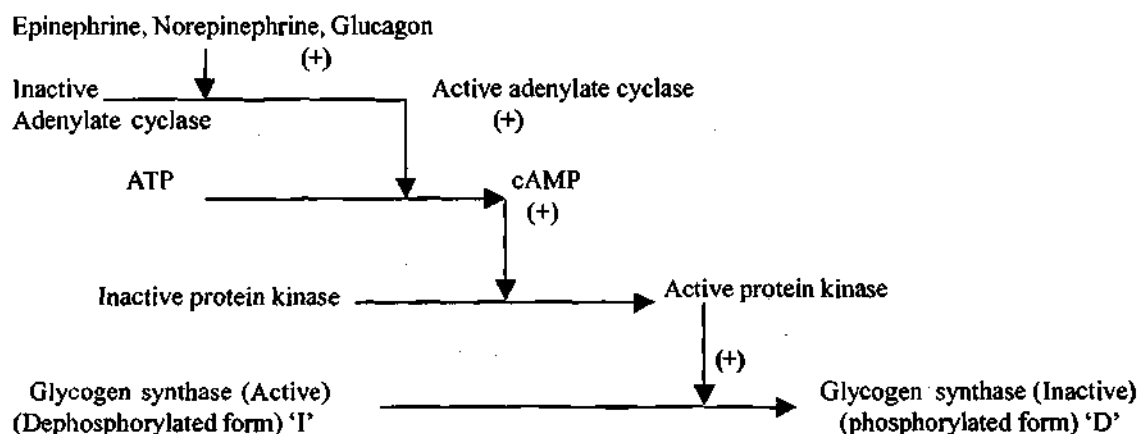 Epinephrine, Norepinephrine, Glucagon
(+)
Inactive
Adenylate cyclase
Active adenylate cyclase
(+)
ATP
cAMP
(+)
Inactive protein kinase
Active protein kinase
(+)
Glycogen synthase (Active)
(Dephosphorylated form) 'I'
Glycogen synthase (Inactive)
(phosphorylated form) 'D'